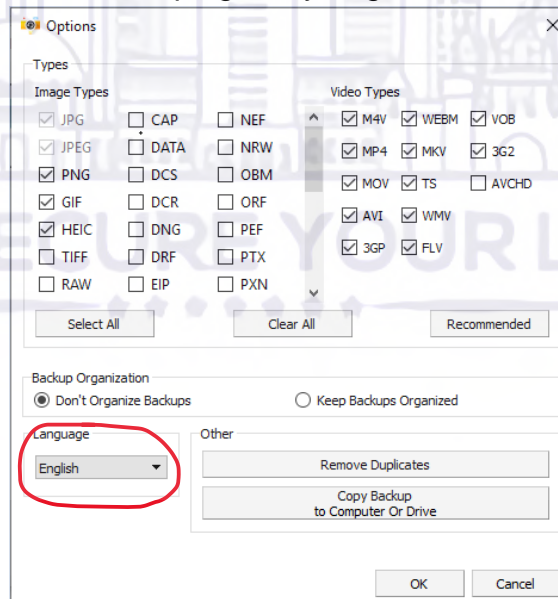 Options
Types
Image Types
Video Types
JPG CAP NEF M4V WEBM VOB
JPEG DATA NRW MP4 MKV 3G2
PNG DCS OBM MOV TS AVCHD
GIF DCR ORF AVI WMV
HEIC DNG PEF 3GP FLV
TIFF DRF PTX
RAW EIP PXN
Select All Clear All Recommended
Backup Organization
Don't Organize Backups Keep Backups Organized
Language Other
English Remove Duplicates
Copy Backup
to Computer Or Drive
OK Cancel